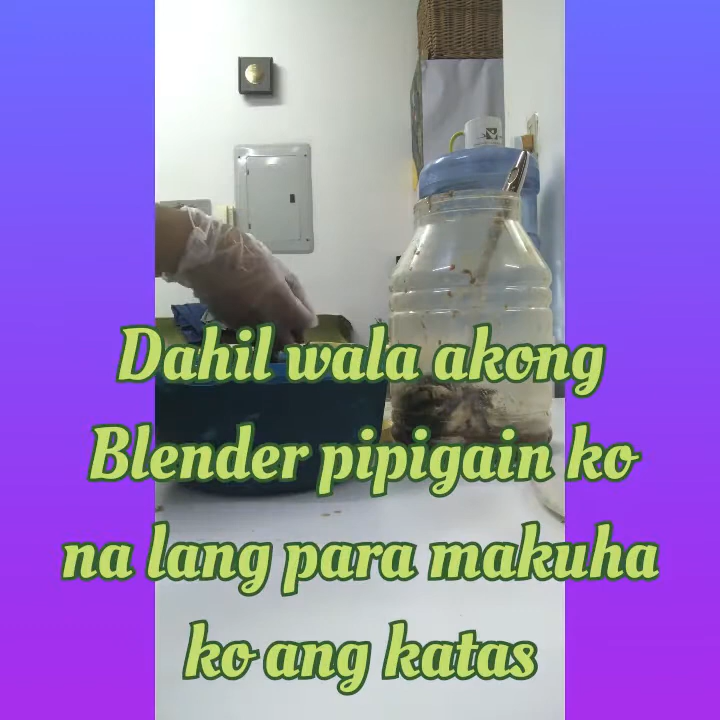 Dahil wala akong
Blender pipigain ko
na lang para makuha
ko ang katas